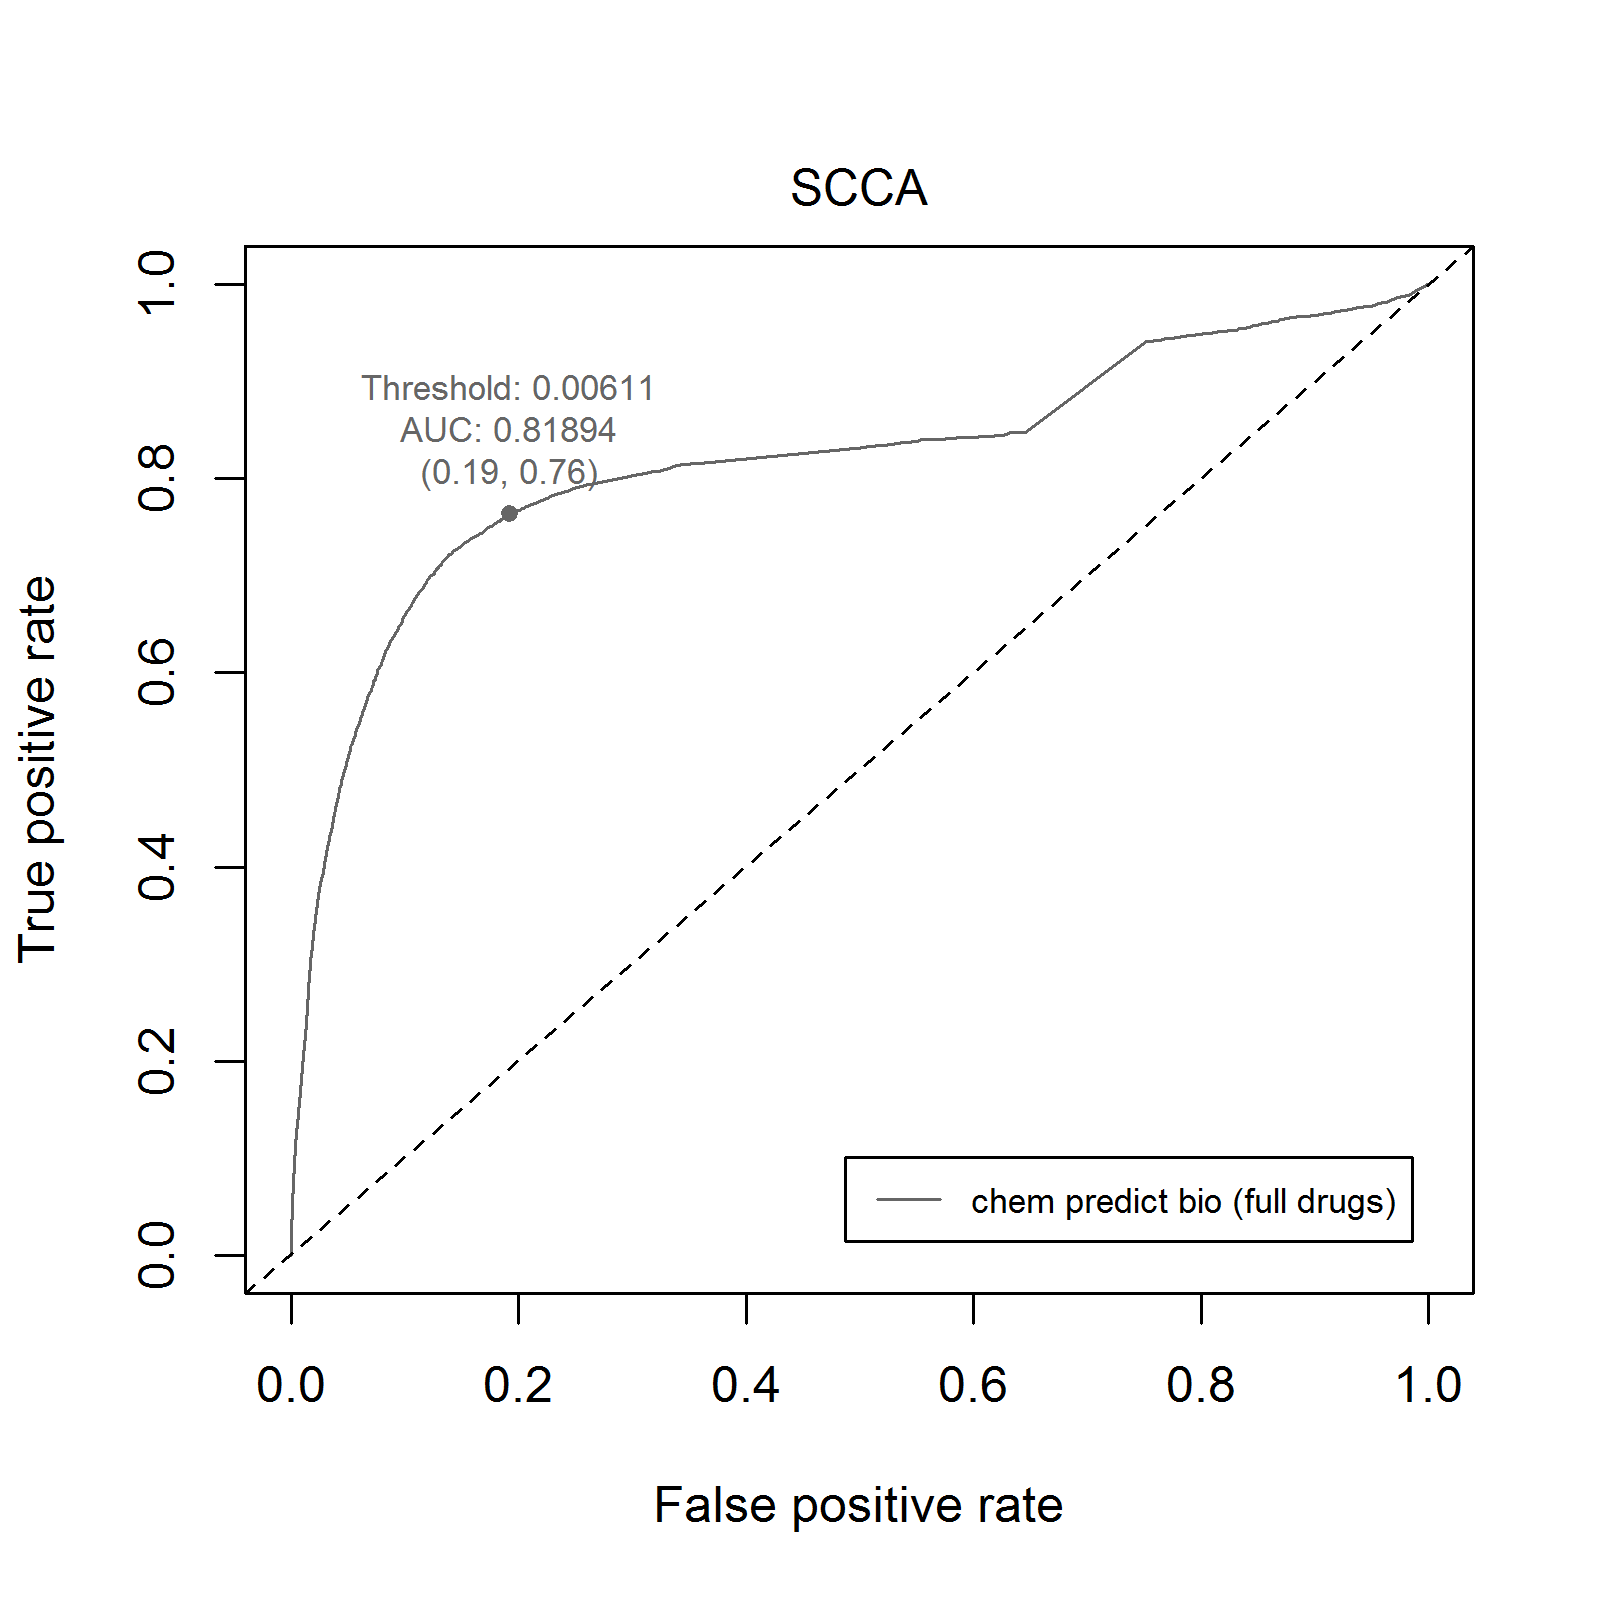 SCCA
Threshold: 0.00611
AUC: 0.81894
(0.19, 0.76)
True positive rate
1.0
0.8
0.6
0.4
0.2
0.0
chem predict bio (full drugs)
0.0 0.2 0.4 0.6 0.8 1.0
False positive rate